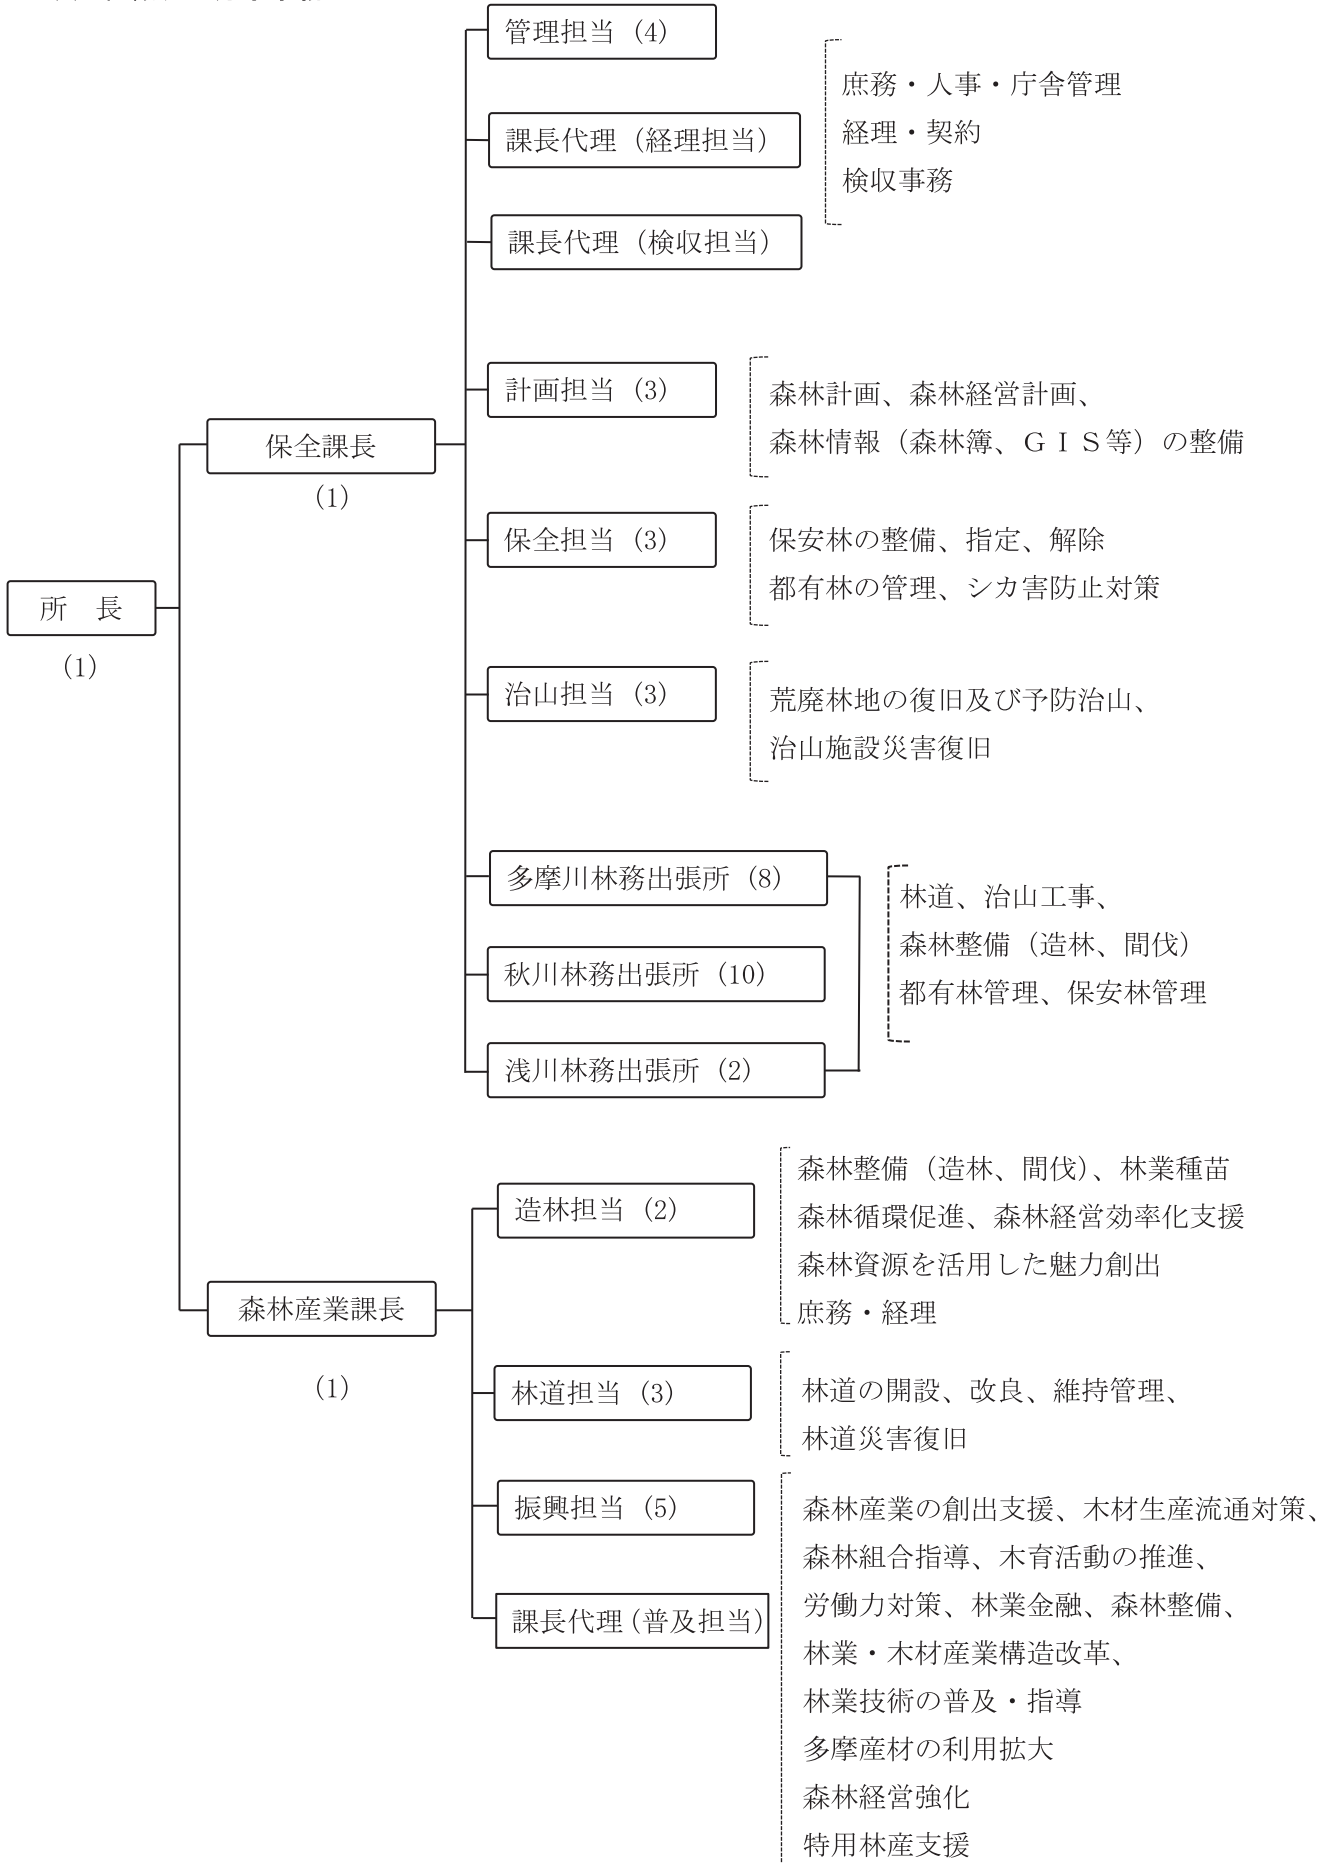 管理担当（4）
庶務・人事・庁舎管理
課長代理（経理担当）
経理・契約
検収事務
課長代理（検収担当）
計画担当（3）
森林計画、森林経営計画、
森林情報（森林簿、ＧＩＳ等）の整備
保全課長
（1）
保全担当（3）
保安林の整備、指定、解除
都有林の管理、シカ害防止対策
所　長
（1）
治山担当（3）
荒廃林地の復旧及び予防治山、
治山施設災害復旧
多摩川林務出張所（8）
林道、治山工事、
森林整備（造林、間伐）
秋川林務出張所（10）
都有林管理、保安林管理
浅川林務出張所（2）
造林担当（2）
森林整備（造林、間伐）、林業種苗
森林循環促進、森林経営効率化支援
森林資源を活用した魅力創出
庶務・経理
森林産業課長
（1）
林道担当（3）
林道の開設、改良、維持管理、
林道災害復旧
振興担当（5）
森林産業の創出支援、木材生産流通対策、
森林組合指導、木育活動の推進、
課長代理（普及担当）
労働力対策、林業金融、森林整備、
林業・木材産業構造改革、
林業技術の普及・指導
多摩産材の利用拡大
森林経営強化
特用林産支援